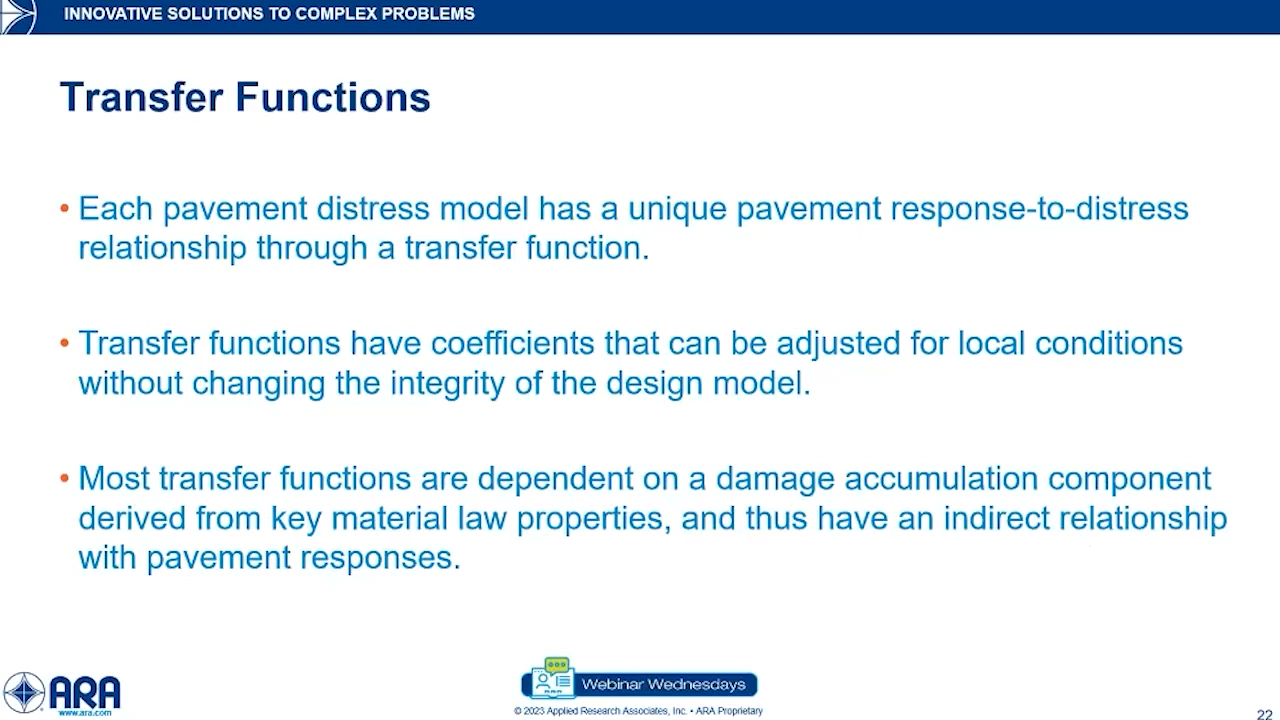 INNOVATIVE SOLUTIONS TO COMPLEX PROBLEMS
Transfer Functions
• Each pavement distress model has a unique pavement response-to-distress
relationship through a transfer function.
• Transfer functions have coefficients that can be adjusted for local conditions
without changing the integrity of the design model.
• Most transfer functions are dependent on a damage accumulation component
derived from key material law properties, and thus have an indirect relationship
with pavement responses.
ARA
www.ara.com
Webinar Wednesdays
© 2023 Applied Research Associates, Inc. • ARA Proprietary
22